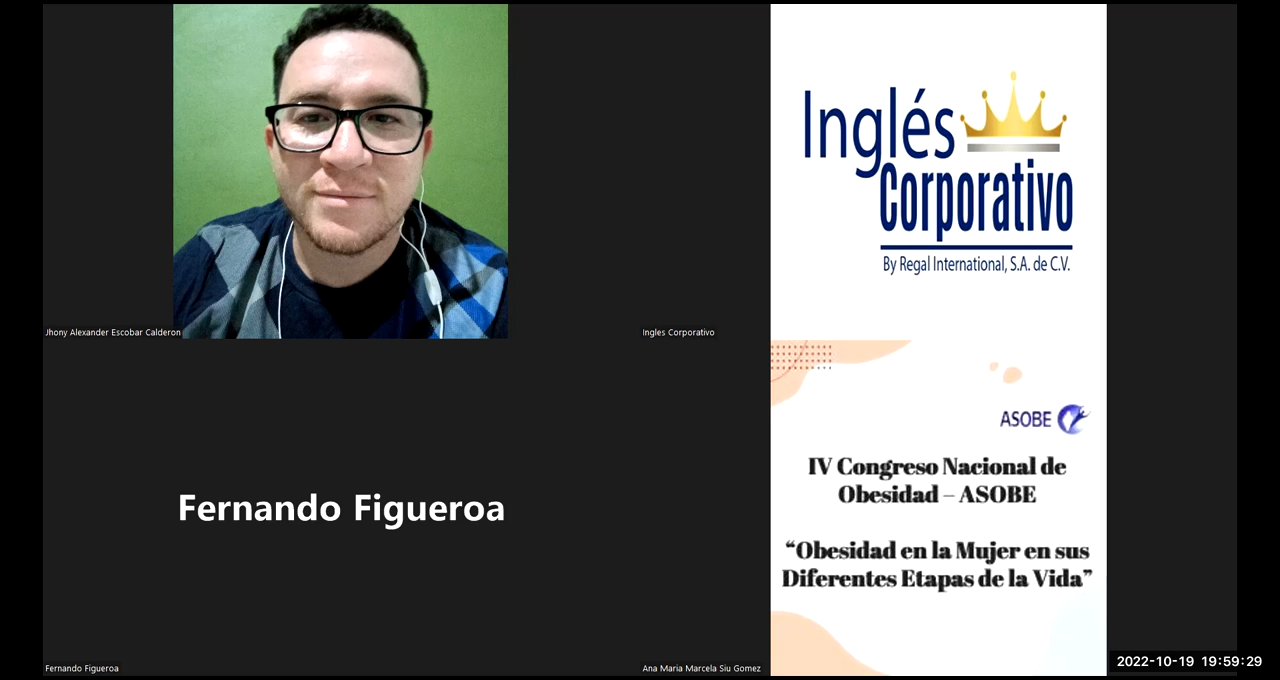 Inglés
Corporativo
By Regal International, S.A. de C.V.
Jhony Alexander Escobar Calderon
Ingles Corporativo
ASOBE
IV Congreso Nacional de
Obesidad – ASOBE
“Obesidad en la Mujer en sus
Diferentes Etapas de la Vida”
Fernando Figueroa
Fernando Figueroa
Ana Maria Marcela Siu Gomez
2022-10-19 19:59:29